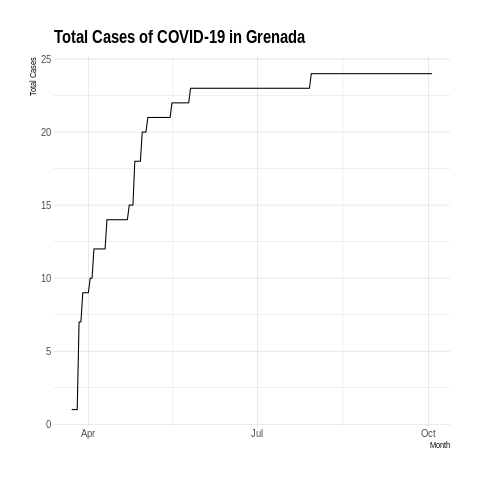 Total Cases of COVID-19 in Grenada
Total Cases
25
20
15
10
5
0
Apr
Jul
Oct
Month